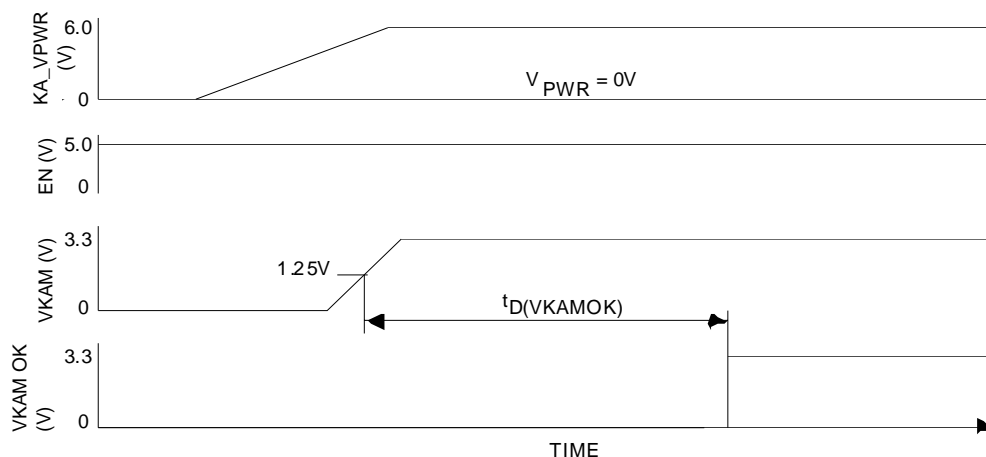 KA_VPWR
(V)
6.0
0
VPWR = 0V
EN (V)
5.0
0
VKAM (V)
3.3
0
1.25V
tD(VKAMOK)
VKAM OK
(V)
3.3
0
TIME